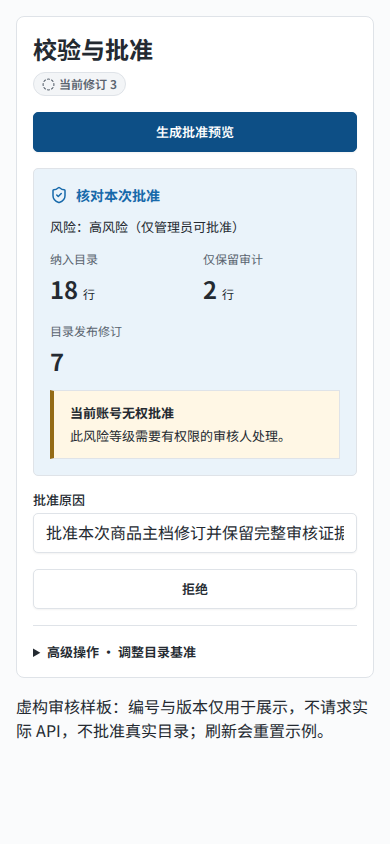 校验与批准
当前修订 3
生成批准预览
核对本次批准
风险：高风险（仅管理员可批准）
纳入目录
仅保留审计
18 行
2 行
目录发布修订
7
当前账号无权批准
此风险等级需要有权限的审核人处理。
批准原因
批准本次商品主档修订并保留完整审核证
拒绝
高级操作 · 调整目录基准
虚构审核样板：编号与版本仅用于展示，不请求实
际 API，不批准真实目录；刷新会重置示例。